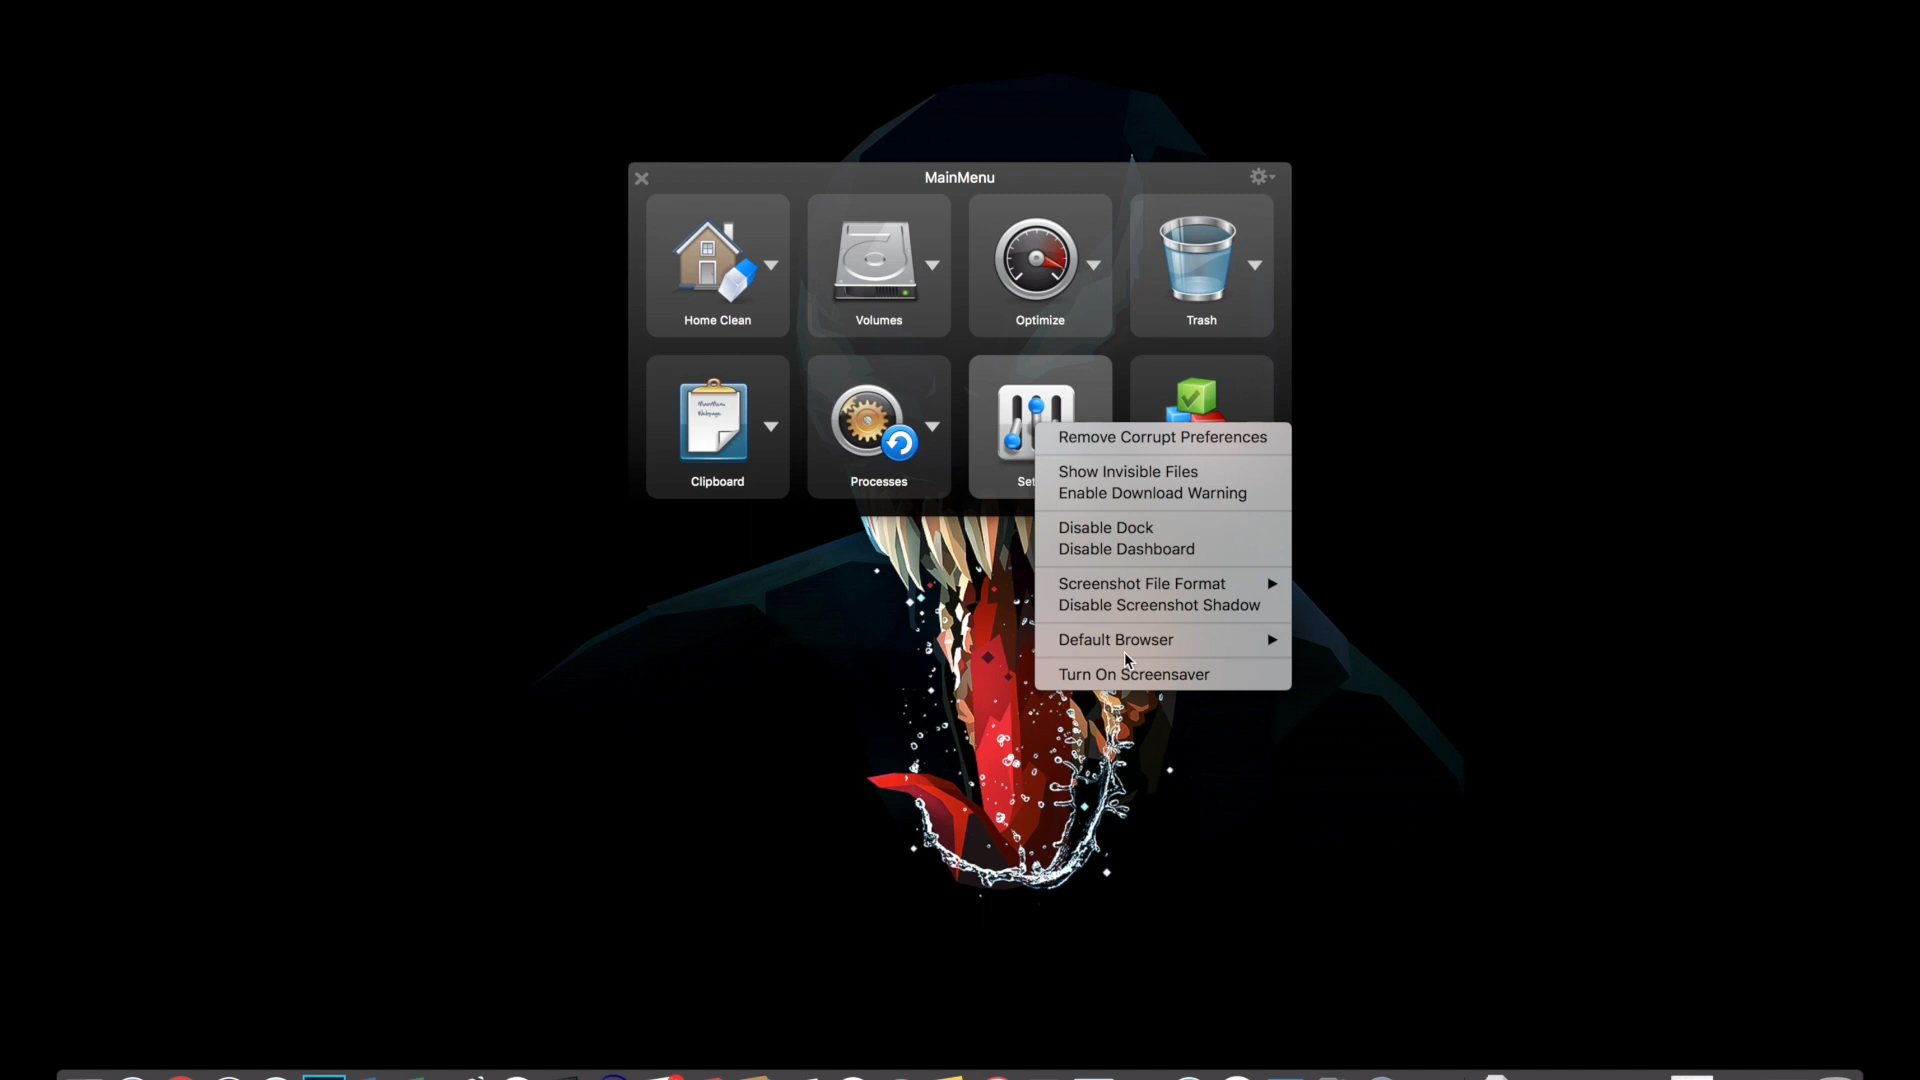 MainMenu
Home Clean
Volumes
Optimize
Trash
Clipboard
Processes
Set
Remove Corrupt Preferences
Show Invisible Files
Enable Download Warning
Disable Dock
Disable Dashboard
Screenshot File Format
Disable Screenshot Shadow
Default Browser
Turn On Screensaver